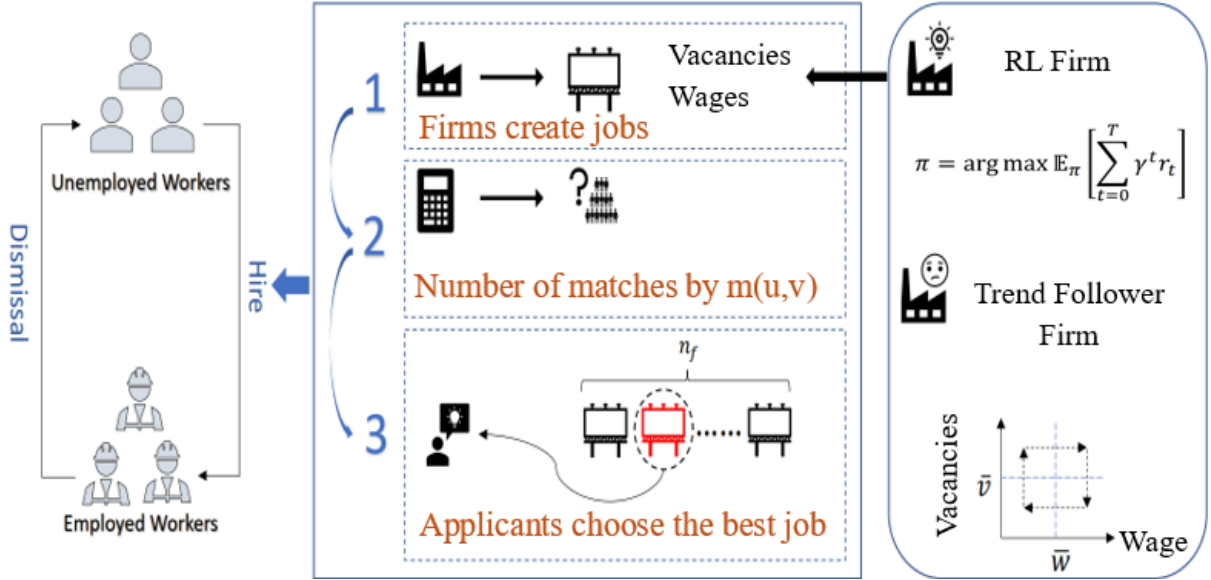 Unemployed Workers
Dismissal
Hire
Employed Workers
1
Vacancies
Wages
Firms create jobs
2
Number of matches by m(u,v)
3
n_f
Applicants choose the best job
RL Firm
π = arg max 𝔼_π [∑_{t=0}^{T} γ^t r_t]
Trend Follower
Firm
Vacancies
v̄
w̄
Wage